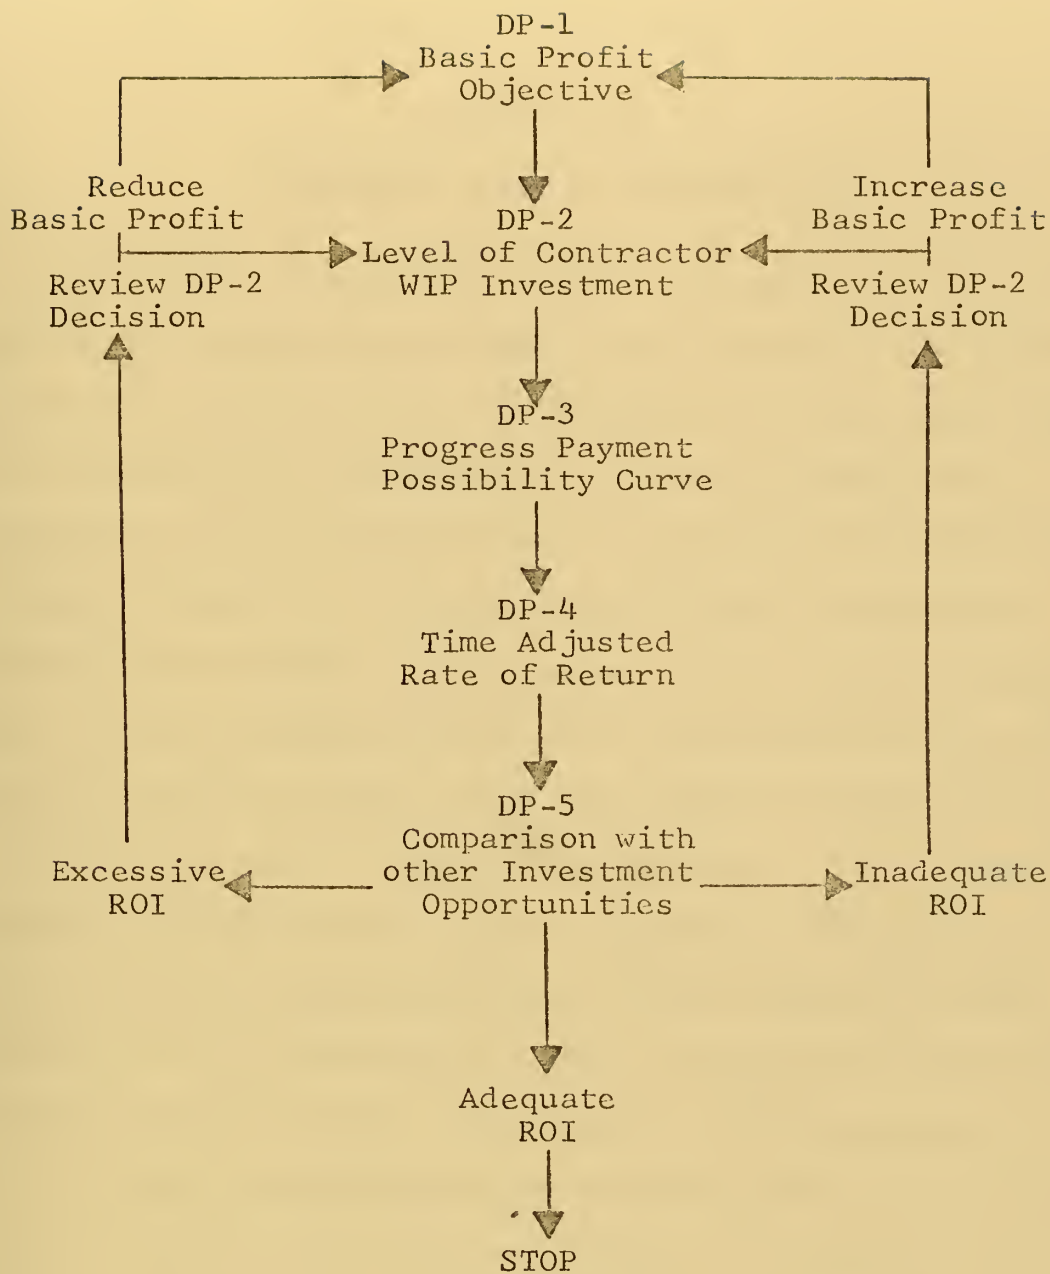 DP-1
Basic Profit
Objective
Reduce
Basic Profit
Review DP-2
Decision
DP-2
Level of Contractor
WIP Investment
Increase
Basic Profit
Review DP-2
Decision
DP-3
Progress Payment
Possibility Curve
DP-4
Time Adjusted
Rate of Return
DP-5
Comparison with
other Investment
Opportunities
Excessive
ROI
Inadequate
ROI
Adequate
ROI
STOP